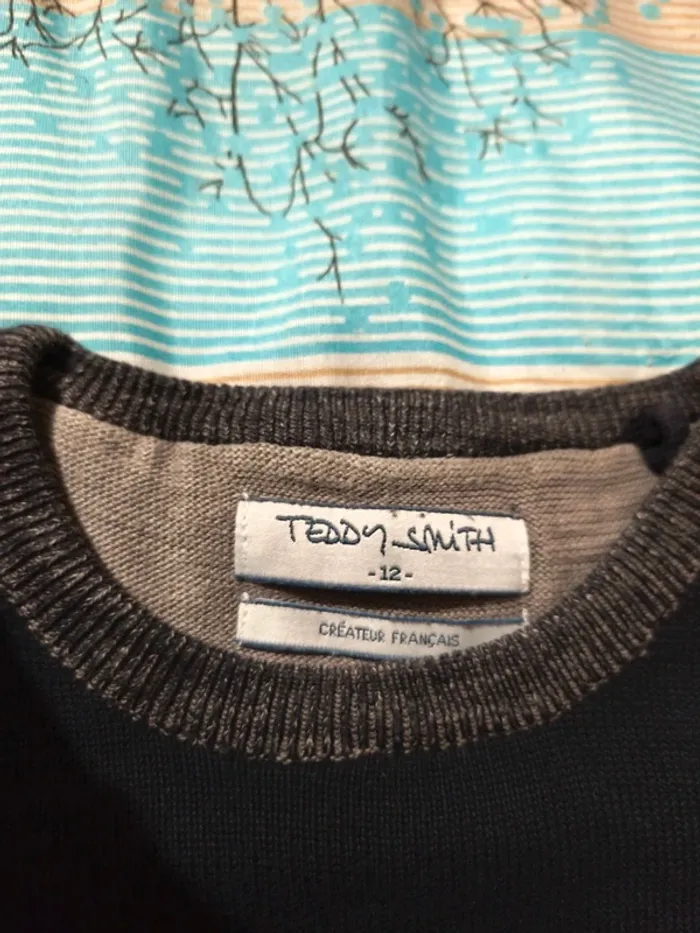 TEDDY SMITH
-12-
CRÉATEUR FRANÇAIS